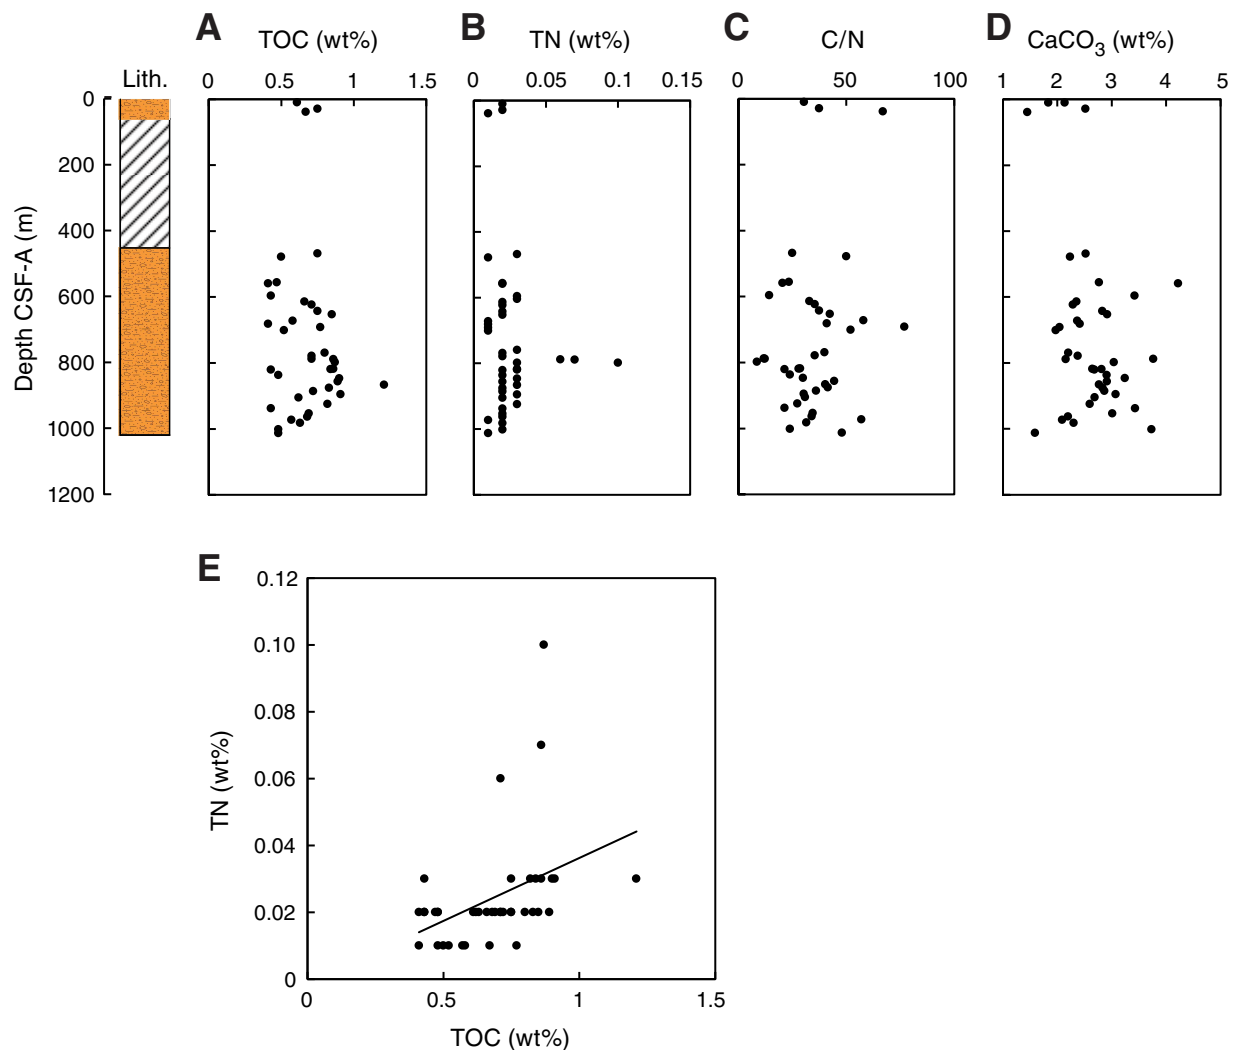 A
TOC (wt%)
B
TN (wt%)
C
C/N
D
CaCO3 (wt%)
Lith.
0 0.5 1 1.5
0 0.05 0.1 0.15
0 50 100
1 2 3 4 5
Depth CSF-A (m)
0
200
400
600
800
1000
1200
E
TN (wt%)
0.12
0.10
0.08
0.06
0.04
0.02
0
0 0.5 1 1.5
TOC (wt%)